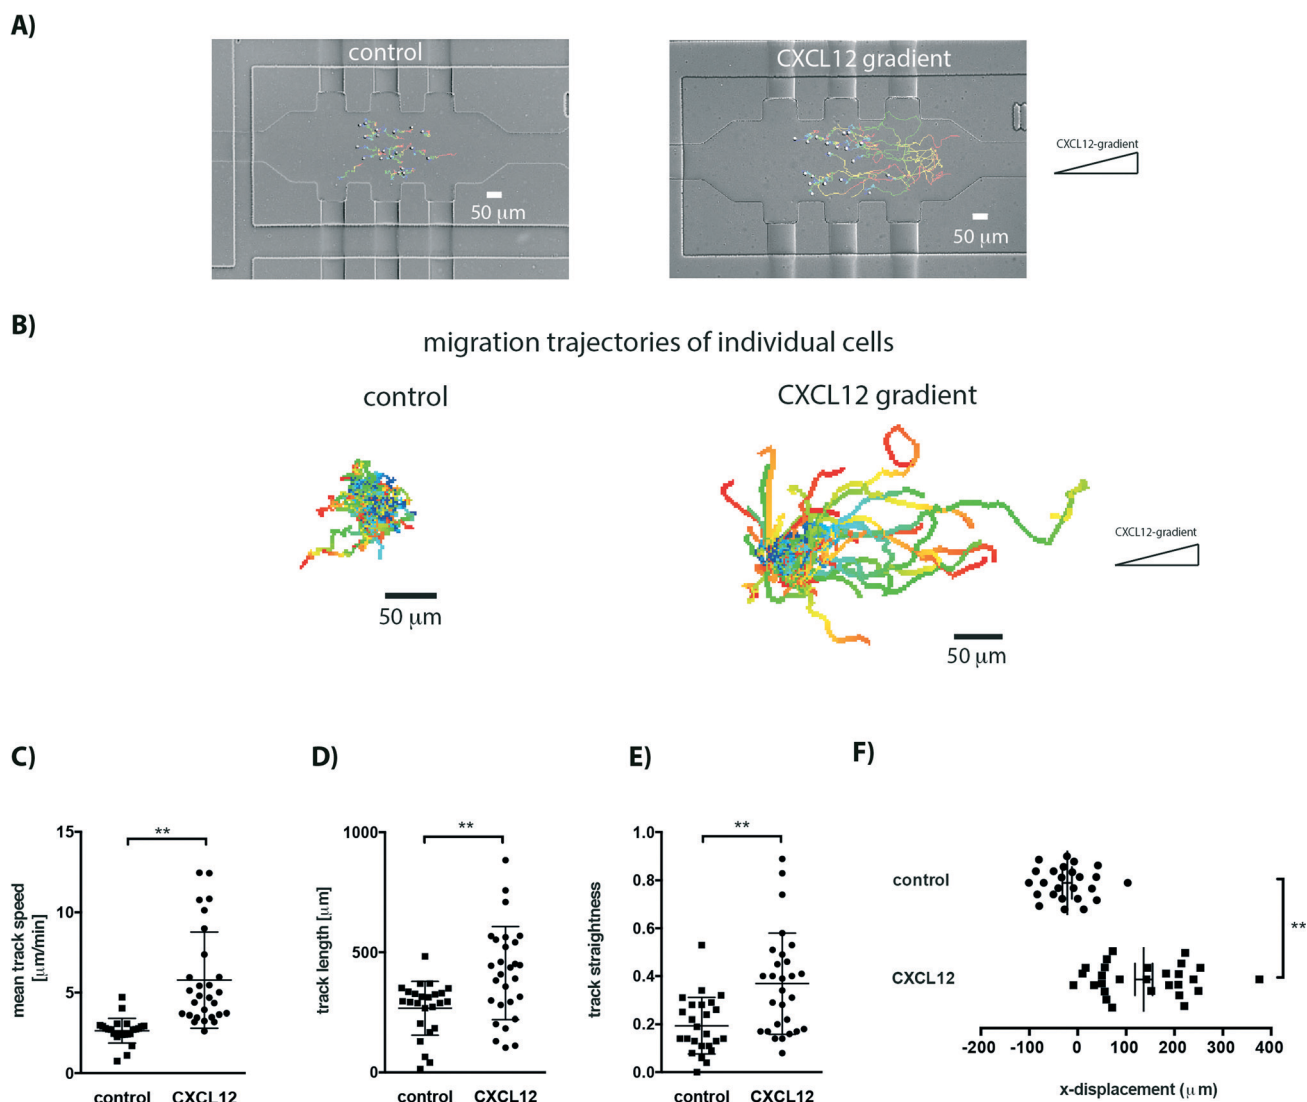 A)
control
50 μm
CXCL12 gradient
50 μm
CXCL12-gradient
B)
migration trajectories of individual cells
control
50 μm
CXCL12 gradient
50 μm
CXCL12-gradient
C)
mean track speed
[μm/min]
15
10
5
0
**
control CXCL12
D)
track length [μm]
1000
500
0
**
control CXCL12
E)
track straightness
1.0
0.8
0.6
0.4
0.2
0.0
**
control CXCL12
F)
control
CXCL12
**
-200 -100 0 100 200 300 400
x-displacement (μm)